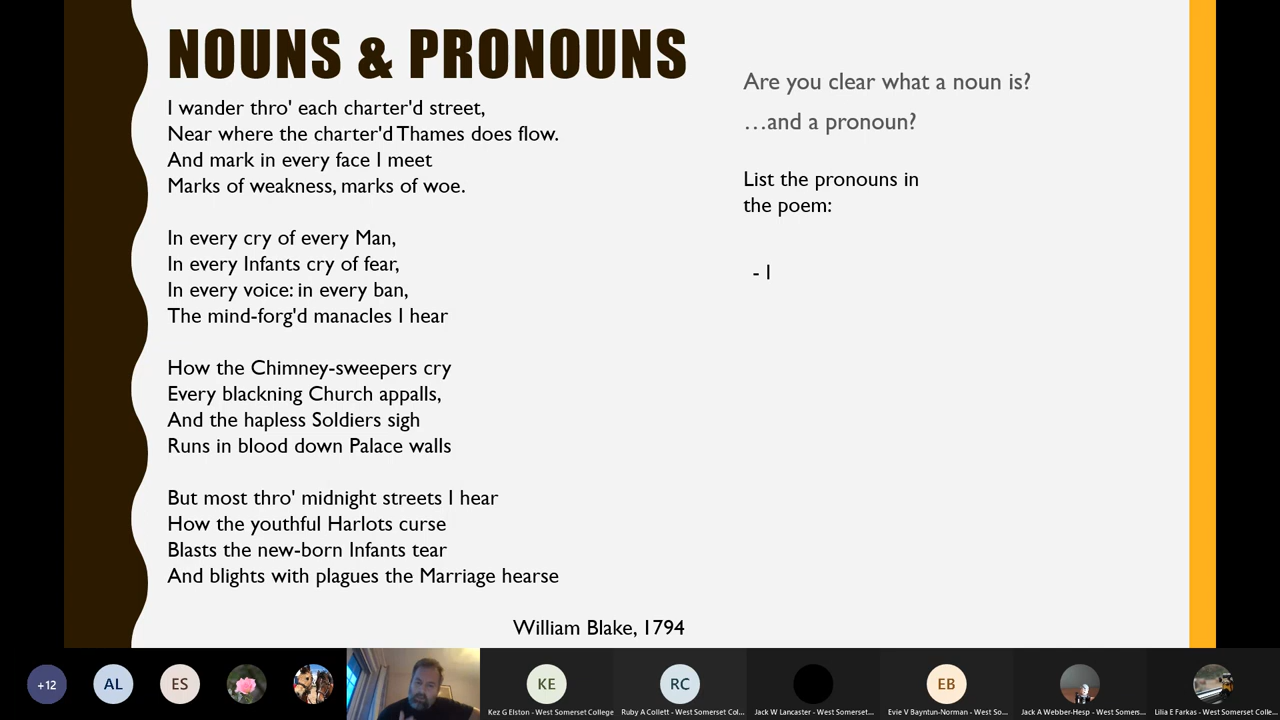 NOUNS & PRONOUNS
I wander thro' each charter'd street,
Near where the charter'd Thames does flow.
And mark in every face I meet
Marks of weakness, marks of woe.
In every cry of every Man,
In every Infants cry of fear,
In every voice: in every ban,
The mind-forg'd manacles I hear
How the Chimney-sweepers cry
Every blackning Church appalls,
And the hapless Soldiers sigh
Runs in blood down Palace walls
But most thro' midnight streets I hear
How the youthful Harlots curse
Blasts the new-born Infants tear
And blights with plagues the Marriage hearse
William Blake, 1794
Are you clear what a noun is?
…and a pronoun?
List the pronouns in
the poem:
- I
+12
AL
ES
KE
RC
EB
Kez G Elston - West Somerset College
Ruby A Collett - West Somerset Col...
Jack W Lancaster - West Somerset...
Evie V Bayntun-Norman - West So...
Jack A Webber-Hesp - West Somers...
Lilia E Farkas - West Somerset Colle...